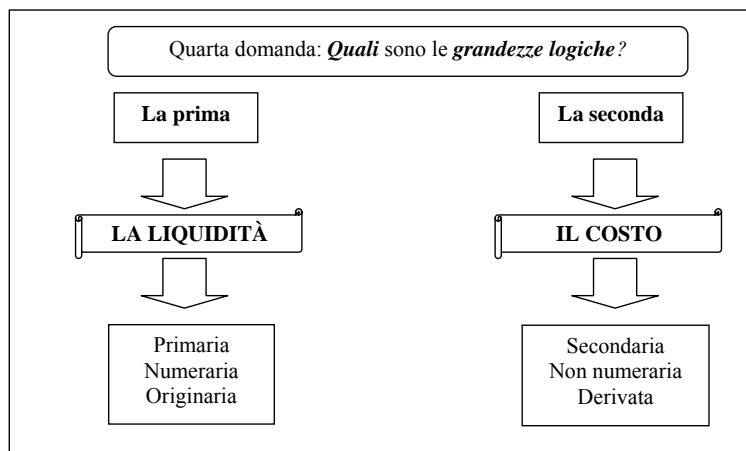 Quarta domanda: Quali sono le grandezze logiche?
La prima
La seconda
LA LIQUIDITÀ
IL COSTO
Primaria
Numeraria
Originaria
Secondaria
Non numeraria
Derivata